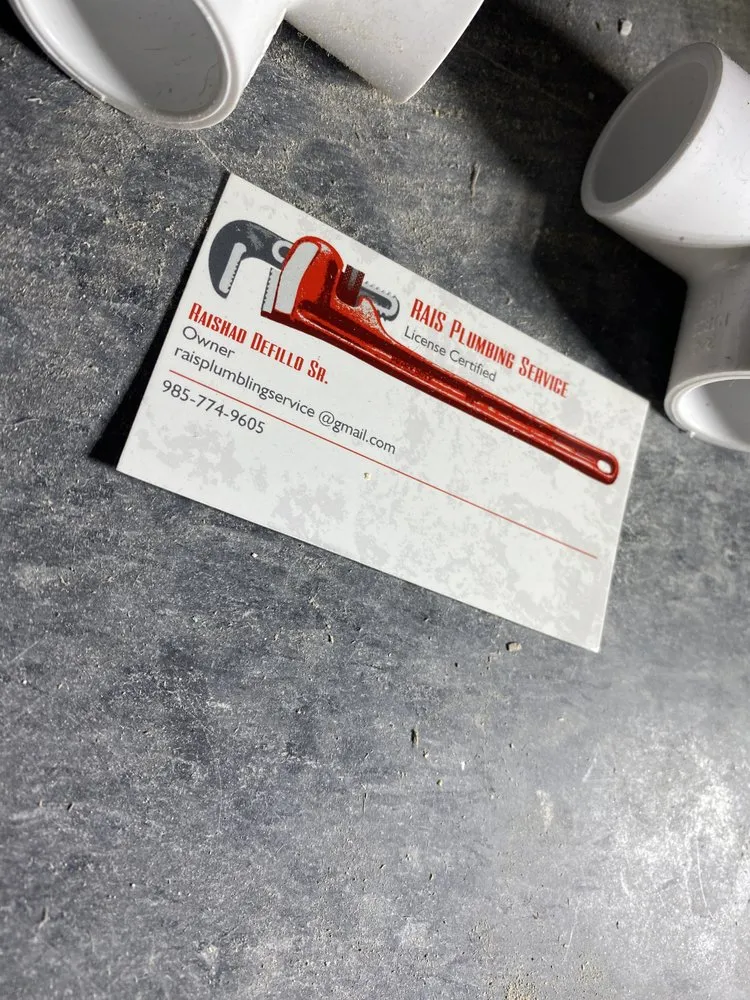 RAIS PLUMBING SERVICE
License Certified
RAISHAD DEFILLO SR.
Owner
raisplumblingservice @gmail.com
985-774-9605